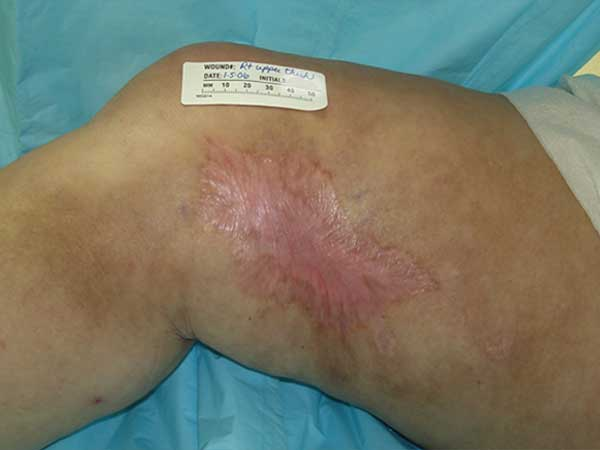 WOUND#: Rt upper thigh
DATE: 1-5-06 INITIALS
MM 10 20 30 40 50